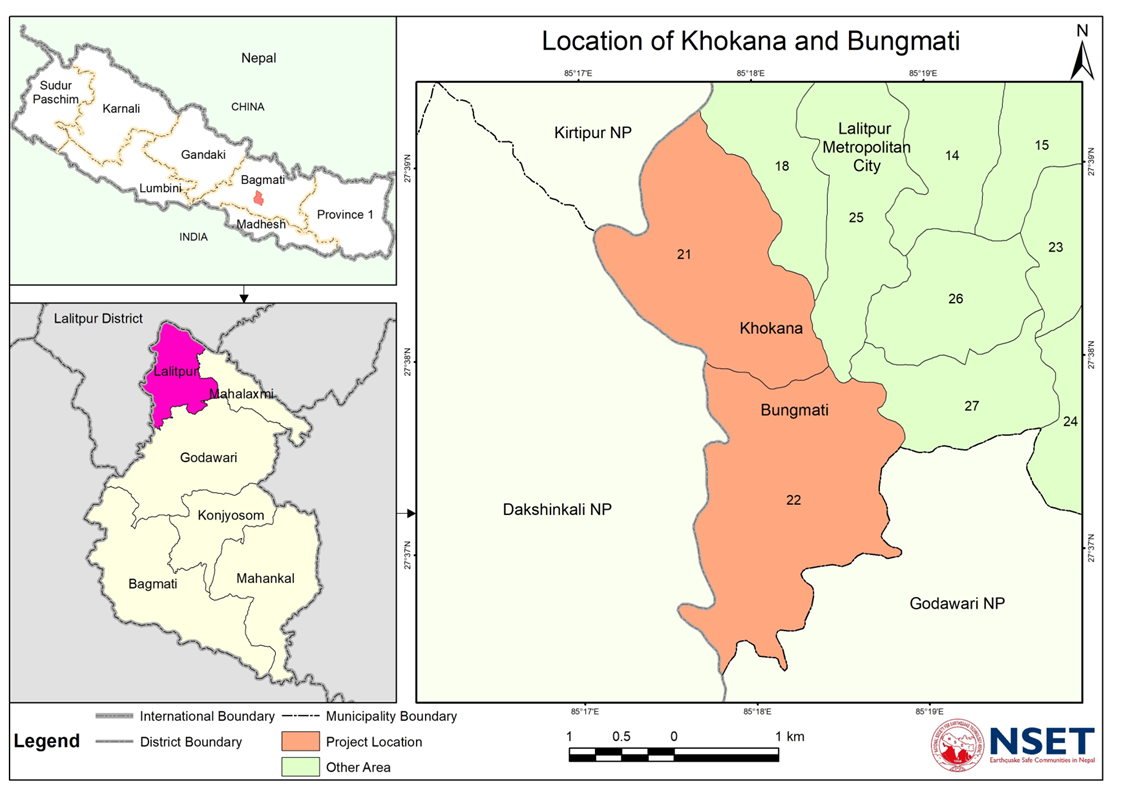 Location of Khokana and Bungmati
N
Nepal
CHINA
Sudur
Paschim
Karnali
Gandaki
Lumbini
Bagmati
Madhesh
Province 1
INDIA
Lalitpur District
Lalitpur
Mahalaxmi
Godawari
Konjyosom
Bagmati
Mahankal
85°17'E
85°18'E
85°19'E
27°39'N
27°38'N
27°37'N
Kirtipur NP
Lalitpur
Metropolitan
City
18
14
15
25
23
21
26
Khokana
27
24
Bungmati
22
Dakshinkali NP
Godawari NP
27°39'N
27°38'N
27°37'N
85°17'E
85°18'E
85°19'E
Legend
International Boundary
District Boundary
Municipality Boundary
Project Location
Other Area
1 0.5 0 1 km
NSET
Earthquake Safe Communities in Nepal